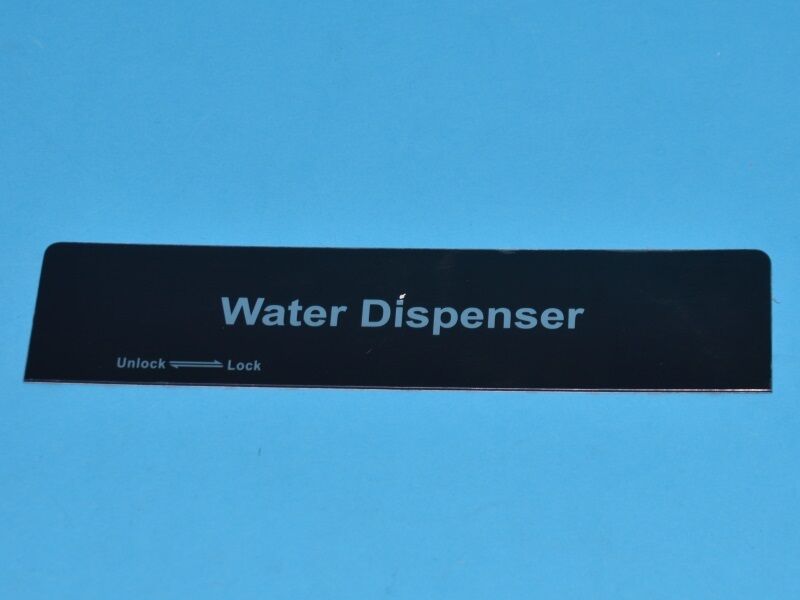 Water Dispenser
Unlock ⇌ Lock